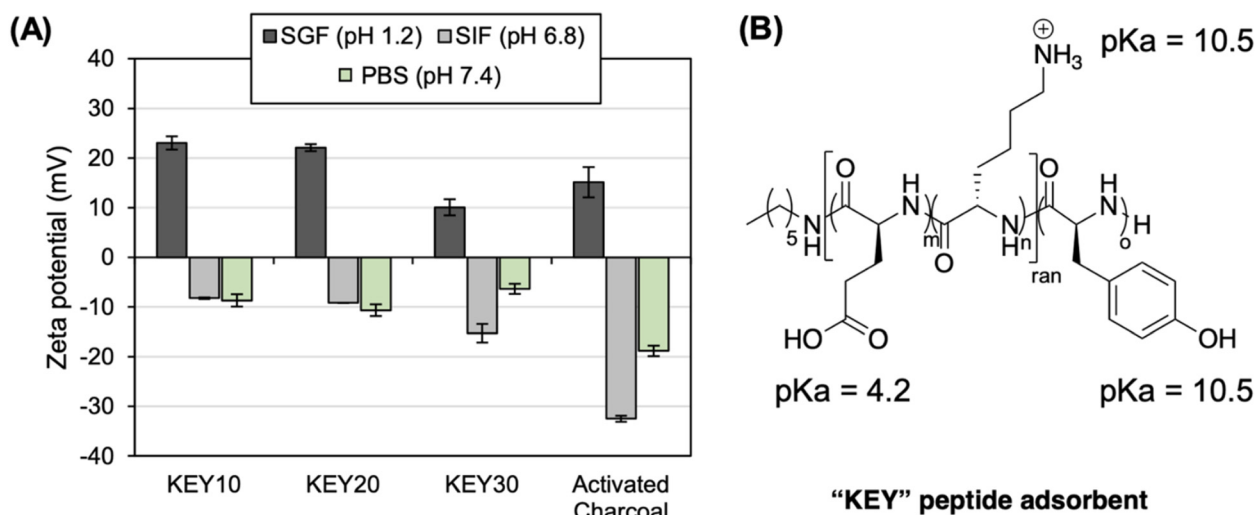 (A)
SGF (pH 1.2) SIF (pH 6.8)
PBS (pH 7.4)
Zeta potential (mV)
40
30
20
10
0
-10
-20
-30
-40
KEY10 KEY20 KEY30 Activated
Charcoal
(B)
⊕
NH3 pKa = 10.5
O H O H
N N
5 N H m O N H n ran o H
HO O OH
pKa = 4.2 pKa = 10.5
“KEY” peptide adsorbent